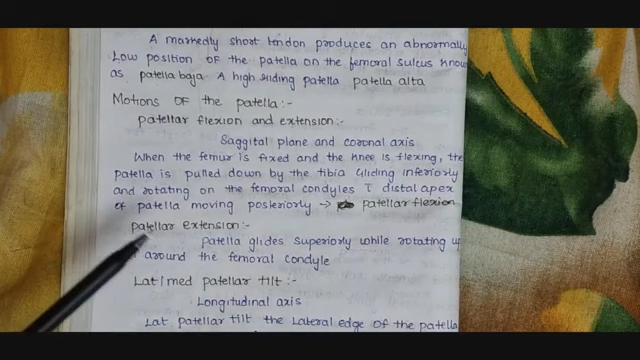 A markedly short tendon produces an abnormally
Low position of the patella on the femoral sulcus known
as patella baja A high sliding patella patella alta
Motions of the patella :-
patellar flexion and extension :-
Saggital plane and coronal axis
When the femur is fixed and the knee is flexing, the
patella is pulled down by the tibia Gliding inferiorly
and rotating on the femoral condyles T distal apex
of patella moving posteriorly → patellar flexion
patellar extension :-
patella glides superiorly while rotating up
around the femoral condyle
Lat/med patellar tilt :-
Longitudinal axis
Lat patellar tilt the Lateral edge of the patella